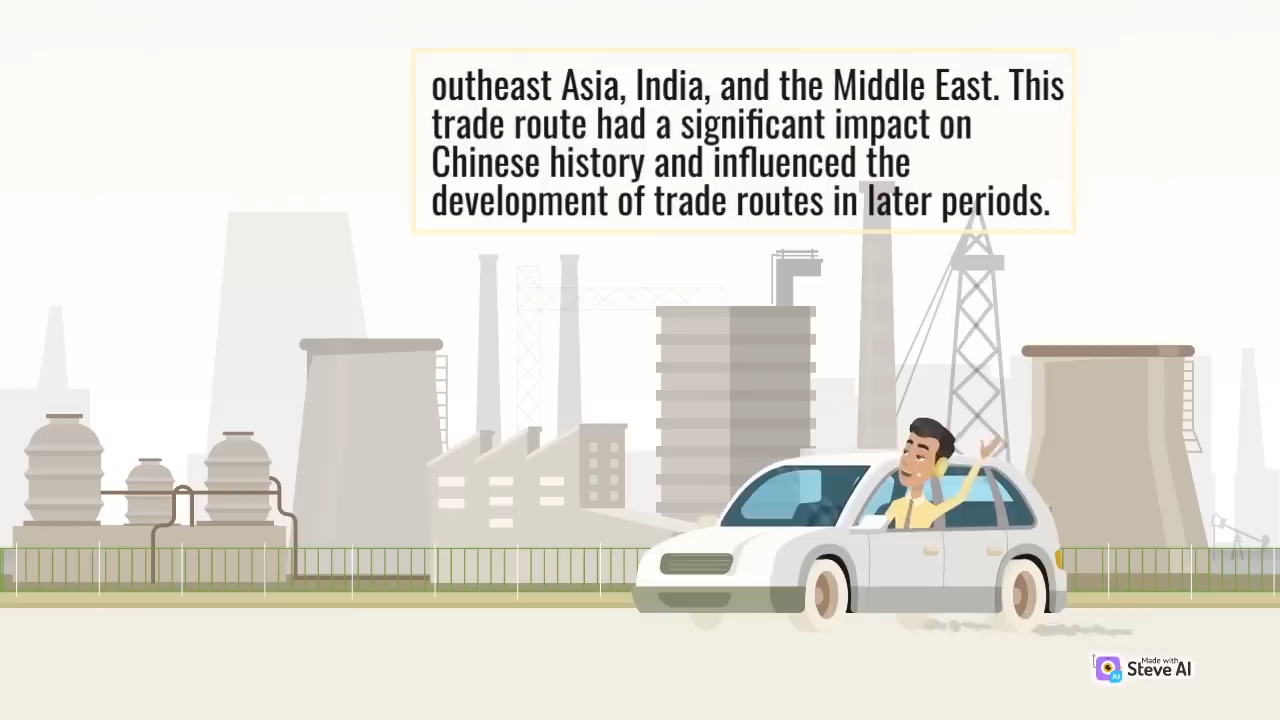 outheast Asia, India, and the Middle East. This
trade route had a significant impact on
Chinese history and influenced the
development of trade routes in later periods.
Made with
Steve AI
AI